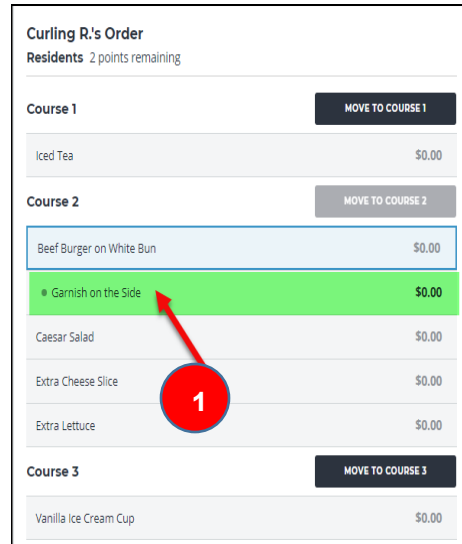 Curling R.'s Order
Residents 2 points remaining
Course 1 MOVE TO COURSE 1
Iced Tea $0.00
Course 2 MOVE TO COURSE 2
Beef Burger on White Bun $0.00
Garnish on the Side $0.00
Caesar Salad $0.00
1
Extra Cheese Slice $0.00
Extra Lettuce $0.00
Course 3 MOVE TO COURSE 3
Vanilla Ice Cream Cup $0.00